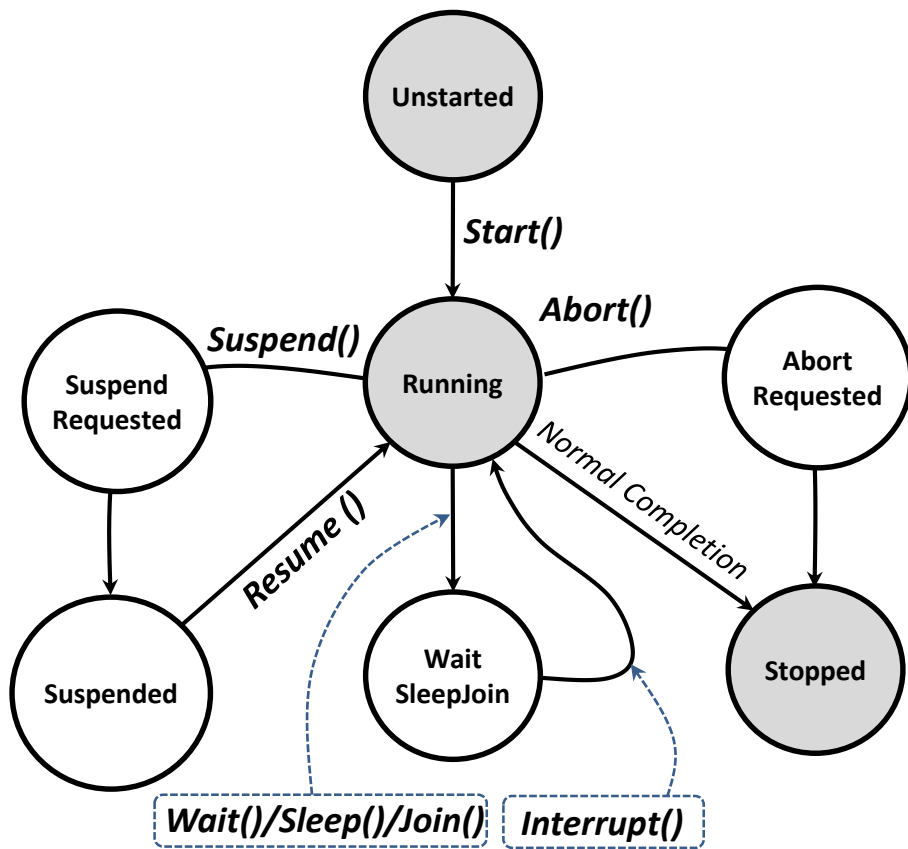 Unstarted
Start()
Suspend()
Abort()
Suspend
Requested
Running
Abort
Requested
Normal Completion
Resume ()
Suspended
Wait
SleepJoin
Stopped
Wait()/Sleep()/Join()
Interrupt()